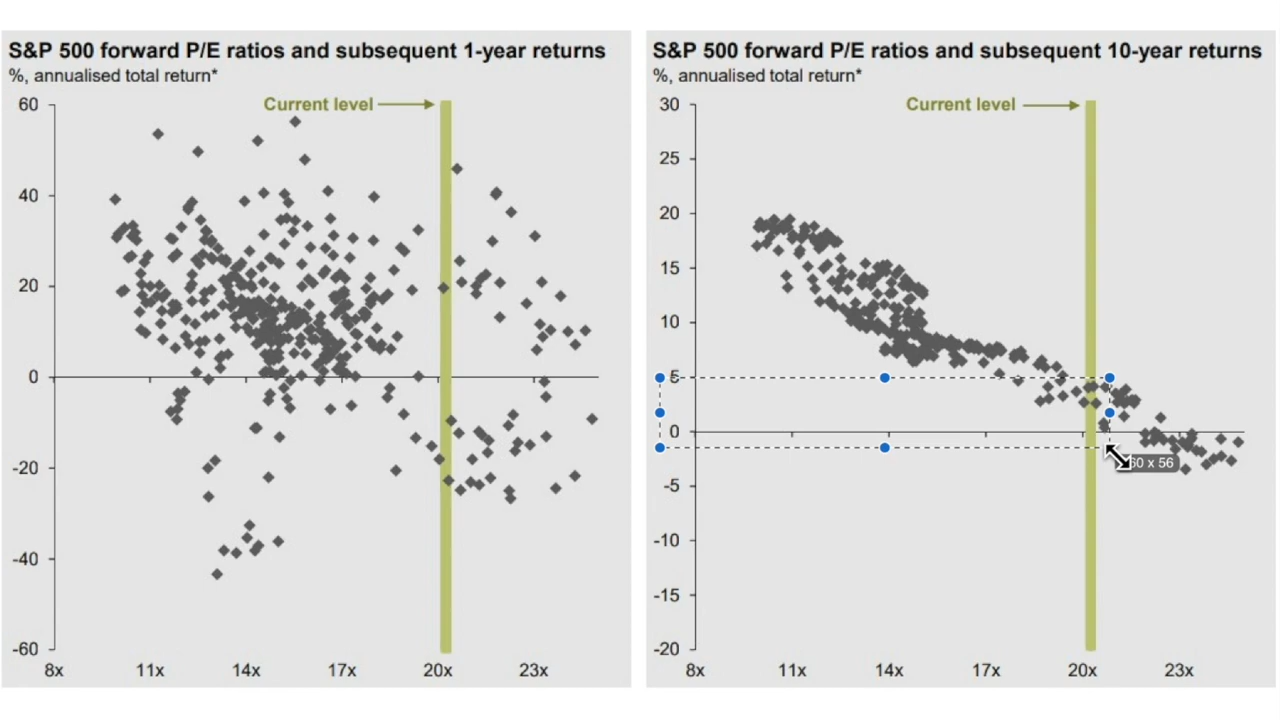 S&P 500 forward P/E ratios and subsequent 1-year returns
%, annualised total return*
60
Current level
40
20
0
-20
-40
-60
8x 11x 14x 17x 20x 23x
S&P 500 forward P/E ratios and subsequent 10-year returns
%, annualised total return*
30
Current level
25
20
15
10
5
0
60 x 56
-5
-10
-15
-20
8x 11x 14x 17x 20x 23x